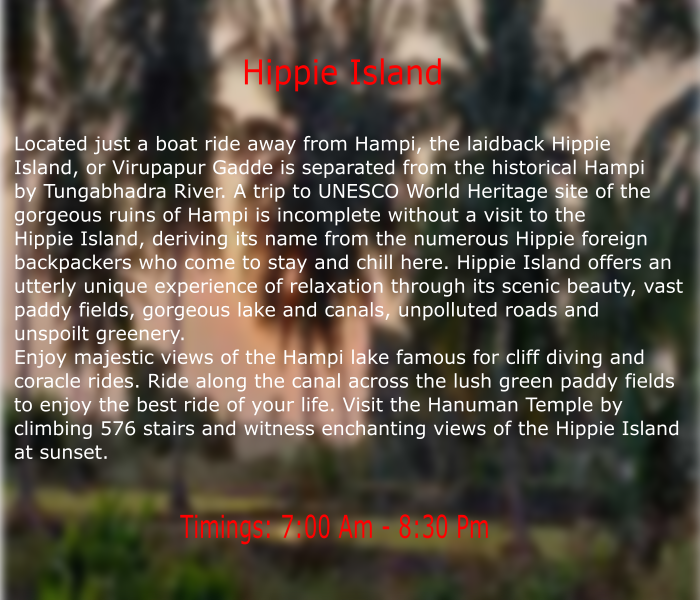 Hippie Island
Located just a boat ride away from Hampi, the laidback Hippie
Island, or Virupapur Gadde is separated from the historical Hampi
by Tungabhadra River. A trip to UNESCO World Heritage site of the
gorgeous ruins of Hampi is incomplete without a visit to the
Hippie Island, deriving its name from the numerous Hippie foreign
backpackers who come to stay and chill here. Hippie Island offers an
utterly unique experience of relaxation through its scenic beauty, vast
paddy fields, gorgeous lake and canals, unpolluted roads and
unspoilt greenery.
Enjoy majestic views of the Hampi lake famous for cliff diving and
coracle rides. Ride along the canal across the lush green paddy fields
to enjoy the best ride of your life. Visit the Hanuman Temple by
climbing 576 stairs and witness enchanting views of the Hippie Island
at sunset.
Timings: 7:00 Am - 8:30 Pm